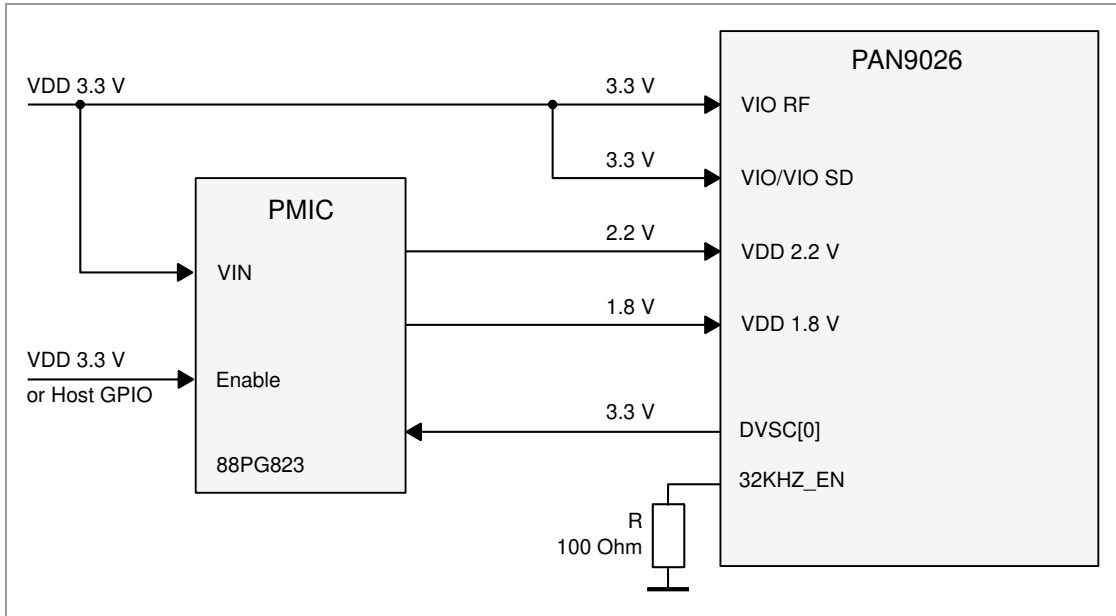 PAN9026
VDD 3.3 V
3.3 V
VIO RF
3.3 V
VIO/VIO SD
PMIC
2.2 V
VDD 2.2 V
VIN
1.8 V
VDD 1.8 V
VDD 3.3 V
or Host GPIO
Enable
3.3 V
DVSC[0]
88PG823
32KHZ_EN
R
100 Ohm